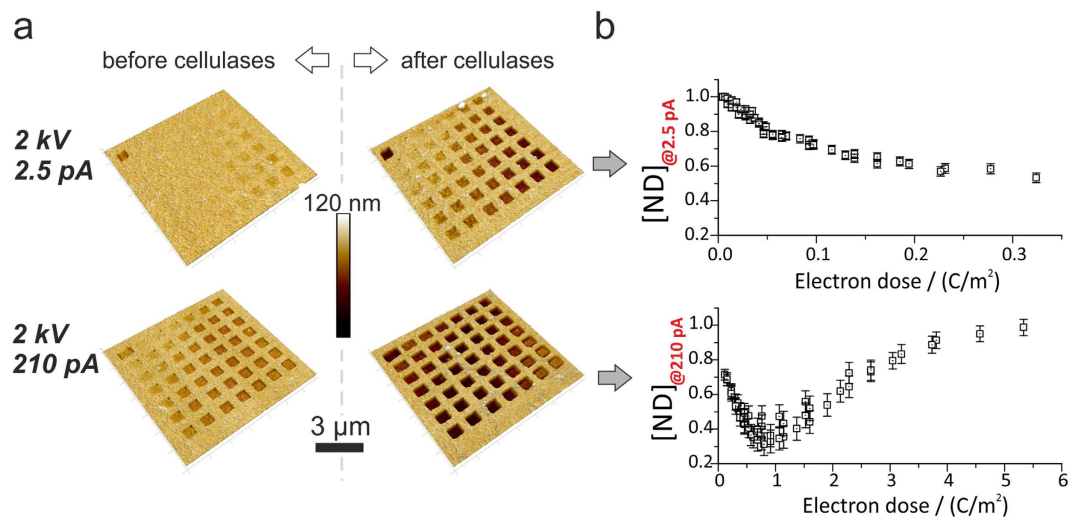 a
before cellulases
after cellulases
2 kV
2.5 pA
120 nm
2 kV
210 pA
3 µm
b
[ND]@2.5 pA
1.0
0.8
0.6
0.4
0.2
0.0
0.1
0.2
0.3
Electron dose / (C/m²)
[ND]@210 pA
1.0
0.8
0.6
0.4
0.2
0
1
2
3
4
5
6
Electron dose / (C/m²)